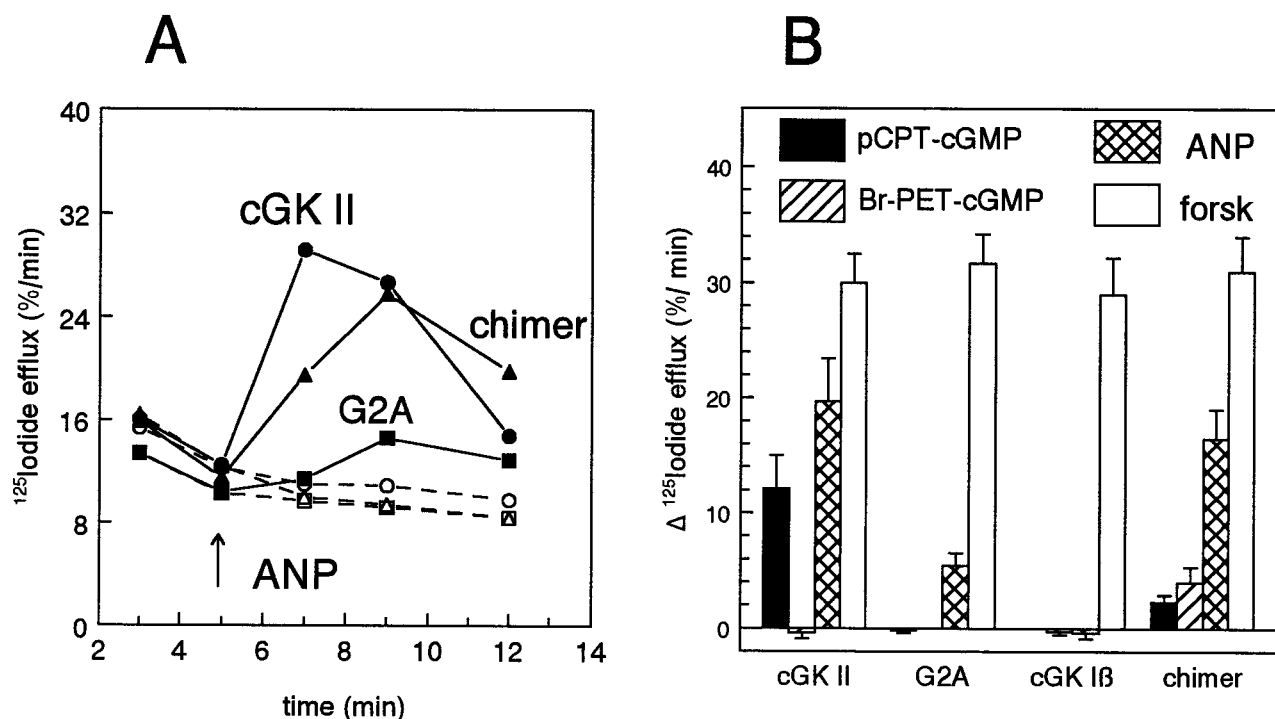 A
40
32
24
16
8
0
¹²⁵Iodide efflux (%/min)
cGK II
chimer
G2A
ANP
2 4 6 8 10 12 14
time (min)
B
pCPT-cGMP
ANP
Br-PET-cGMP
forsk
40
30
20
10
0
Δ ¹²⁵Iodide efflux (%/ min)
cGK II G2A cGK Iß chimer